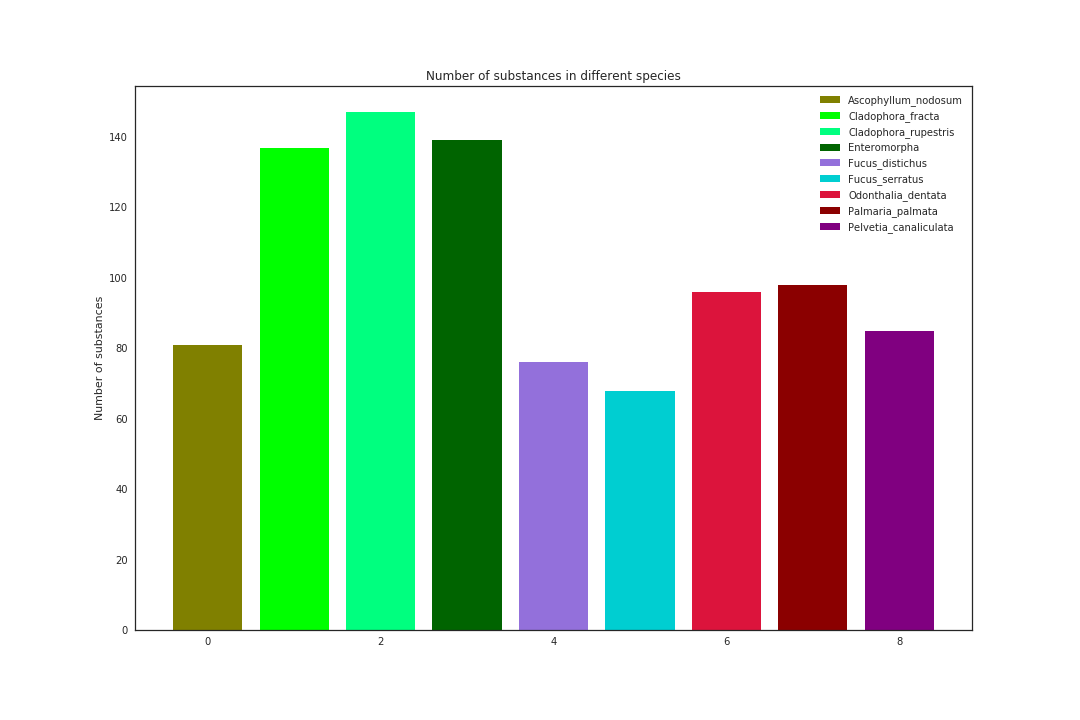 Number of substances in different species
Ascophyllum_nodosum
Cladophora_fracta
Cladophora_rupestris
Enteromorpha
Fucus_distichus
Fucus_serratus
Odonthalia_dentata
Palmaria_palmata
Pelvetia_canaliculata
Number of substances
140
120
100
80
60
40
20
0
0 2 4 6 8